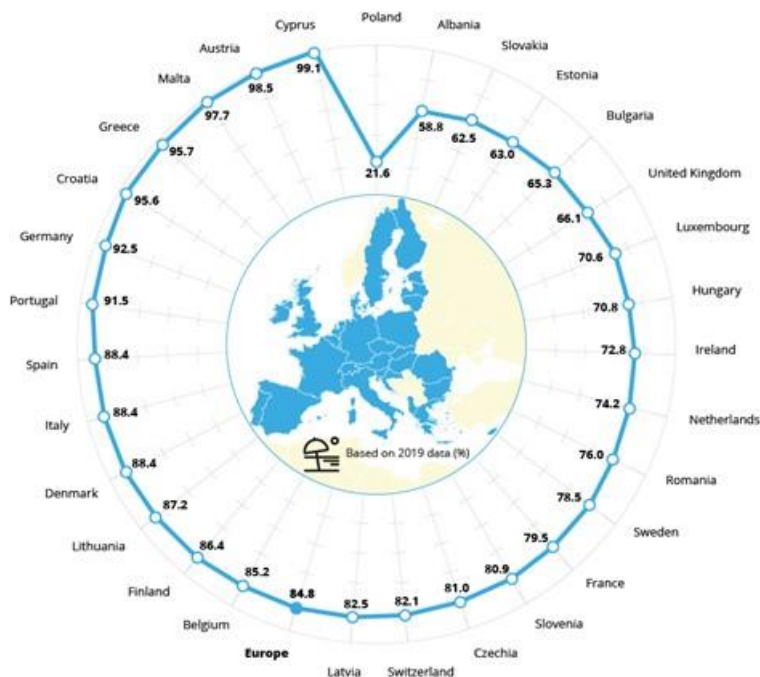 Poland
21.6
Albania
58.8
Slovakia
62.5
Estonia
63.0
Bulgaria
65.3
United Kingdom
66.1
Luxembourg
70.6
Hungary
70.8
Ireland
72.8
Netherlands
74.2
Romania
76.0
Sweden
78.5
France
79.5
Slovenia
80.9
Czechia
81.0
Switzerland
82.1
Latvia
82.5
Europe
84.8
Belgium
85.2
Finland
86.4
Lithuania
87.2
Denmark
88.4
Italy
88.4
Spain
88.4
Portugal
91.5
Germany
92.5
Croatia
95.6
Greece
95.7
Malta
97.7
Austria
98.5
Cyprus
99.1
Based on 2019 data (%)